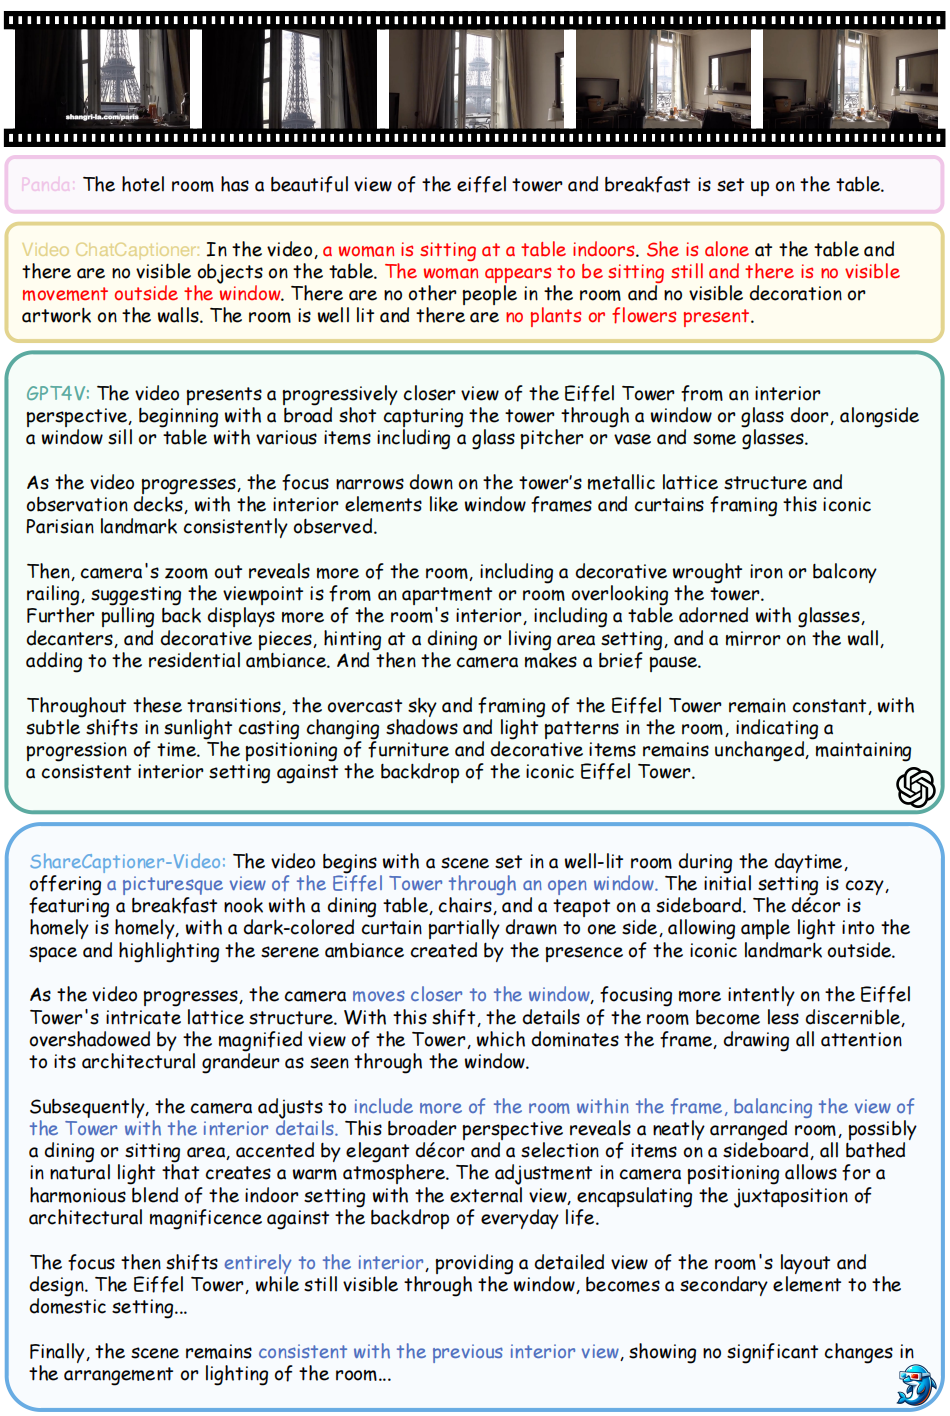 shangri-la.com/paris
Panda: The hotel room has a beautiful view of the eiffel tower and breakfast is set up on the table.
Video ChatCaptioner: In the video, a woman is sitting at a table indoors. She is alone at the table and
there are no visible objects on the table. The woman appears to be sitting still and there is no visible
movement outside the window. There are no other people in the room and no visible decoration or
artwork on the walls. The room is well lit and there are no plants or flowers present.
GPT4V: The video presents a progressively closer view of the Eiffel Tower from an interior
perspective, beginning with a broad shot capturing the tower through a window or glass door, alongside
a window sill or table with various items including a glass pitcher or vase and some glasses.
As the video progresses, the focus narrows down on the tower’s metallic lattice structure and
observation decks, with the interior elements like window frames and curtains framing this iconic
Parisian landmark consistently observed.
Then, camera's zoom out reveals more of the room, including a decorative wrought iron or balcony
railing, suggesting the viewpoint is from an apartment or room overlooking the tower.
Further pulling back displays more of the room's interior, including a table adorned with glasses,
decanters, and decorative pieces, hinting at a dining or living area setting, and a mirror on the wall,
adding to the residential ambiance. And then the camera makes a brief pause.
Throughout these transitions, the overcast sky and framing of the Eiffel Tower remain constant, with
subtle shifts in sunlight casting changing shadows and light patterns in the room, indicating a
progression of time. The positioning of furniture and decorative items remains unchanged, maintaining
a consistent interior setting against the backdrop of the iconic Eiffel Tower.
ShareCaptioner-Video: The video begins with a scene set in a well-lit room during the daytime,
offering a picturesque view of the Eiffel Tower through an open window. The initial setting is cozy,
featuring a breakfast nook with a dining table, chairs, and a teapot on a sideboard. The décor is
homely is homely, with a dark-colored curtain partially drawn to one side, allowing ample light into the
space and highlighting the serene ambiance created by the presence of the iconic landmark outside.
As the video progresses, the camera moves closer to the window, focusing more intently on the Eiffel
Tower's intricate lattice structure. With this shift, the details of the room become less discernible,
overshadowed by the magnified view of the Tower, which dominates the frame, drawing all attention
to its architectural grandeur as seen through the window.
Subsequently, the camera adjusts to include more of the room within the frame, balancing the view of
the Tower with the interior details. This broader perspective reveals a neatly arranged room, possibly
a dining or sitting area, accented by elegant décor and a selection of items on a sideboard, all bathed
in natural light that creates a warm atmosphere. The adjustment in camera positioning allows for a
harmonious blend of the indoor setting with the external view, encapsulating the juxtaposition of
architectural magnificence against the backdrop of everyday life.
The focus then shifts entirely to the interior, providing a detailed view of the room's layout and
design. The Eiffel Tower, while still visible through the window, becomes a secondary element to the
domestic setting...
Finally, the scene remains consistent with the previous interior view, showing no significant changes in
the arrangement or lighting of the room...